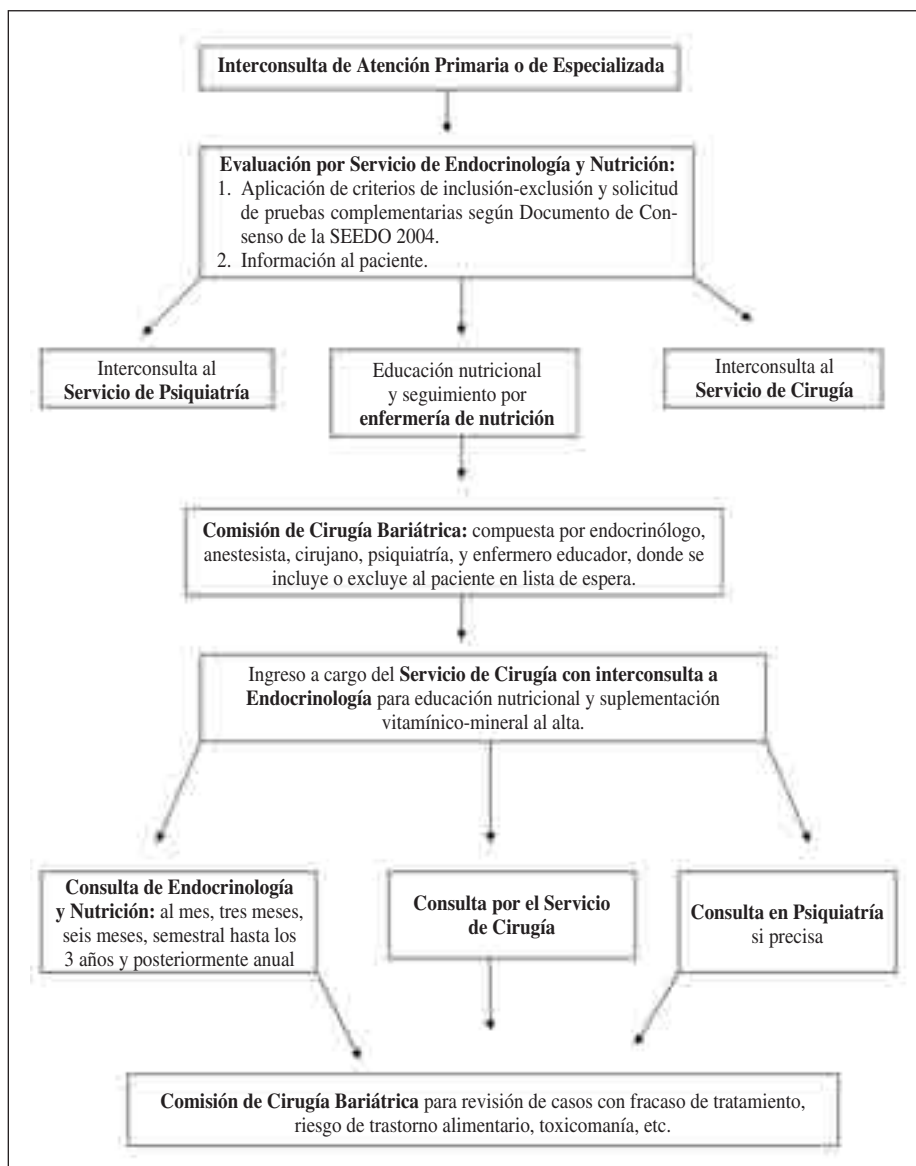 Interconsulta de Atención Primaria o de Especializada
Evaluación por Servicio de Endocrinología y Nutrición:
1. Aplicación de criterios de inclusión-exclusión y solicitud
de pruebas complementarias según Documento de Con-
senso de la SEEDO 2004.
2. Información al paciente.
Interconsulta al
Servicio de Psiquiatría
Educación nutricional
y seguimiento por
enfermería de nutrición
Interconsulta al
Servicio de Cirugía
Comisión de Cirugía Bariátrica: compuesta por endocrinólogo,
anestesista, cirujano, psiquiatría, y enfermero educador, donde se
incluye o excluye al paciente en lista de espera.
Ingreso a cargo del Servicio de Cirugía con interconsulta a
Endocrinología para educación nutricional y suplementación
vitamínico-mineral al alta.
Consulta de Endocrinología
y Nutrición: al mes, tres meses,
seis meses, semestral hasta los
3 años y posteriormente anual
Consulta por el Servicio
de Cirugía
Consulta en Psiquiatría
si precisa
Comisión de Cirugía Bariátrica para revisión de casos con fracaso de tratamiento,
riesgo de trastorno alimentario, toxicomanía, etc.